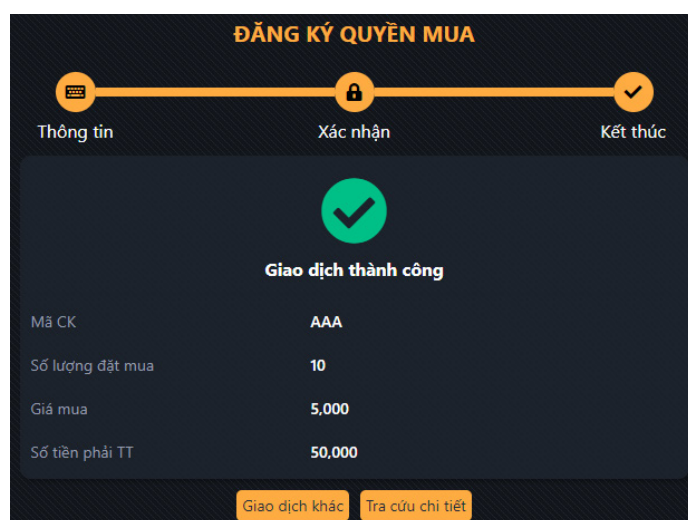 ĐĂNG KÝ QUYỀN MUA
Thông tin Xác nhận Kết thúc
Giao dịch thành công
Mã CK AAA
Số lượng đặt mua 10
Giá mua 5,000
Số tiền phải TT 50,000
Giao dịch khác Tra cứu chi tiết